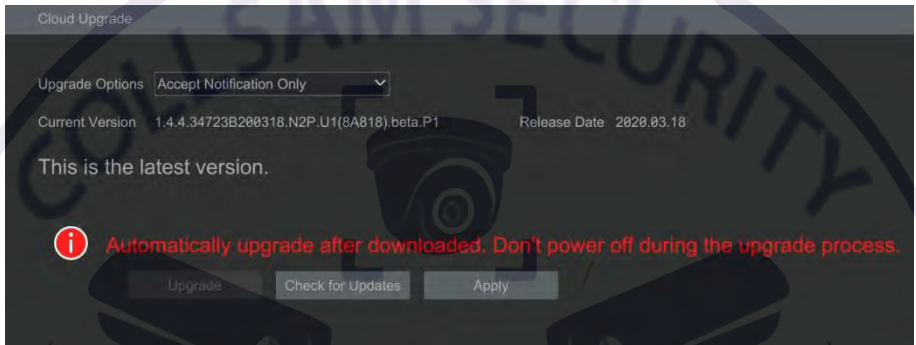 Cloud Upgrade
COLLSAM SECURITY
Upgrade Options Accept Notification Only
Current Version 1.4.4.34723B200318.N2P.U1(8A818).beta.P1 Release Date 2020.03.18
This is the latest version.
Automatically upgrade after downloaded. Don't power off during the upgrade process.
Upgrade Check for Updates Apply